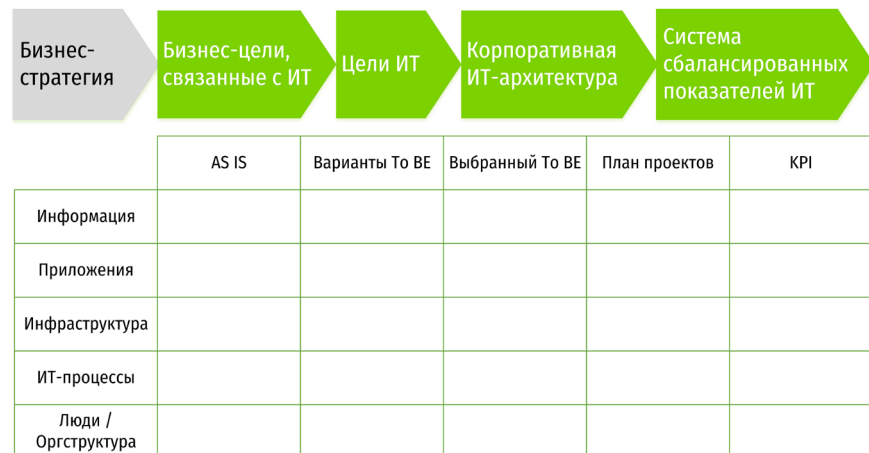 Бизнес-
стратегия
Бизнес-цели,
связанные с ИТ
Цели ИТ
Корпоративная
ИТ-архитектура
Система
сбалансированных
показателей ИТ
AS IS
Варианты To BE
Выбранный To BE
План проектов
KPI
Информация
Приложения
Инфраструктура
ИТ-процессы
Люди /
Оргструктура